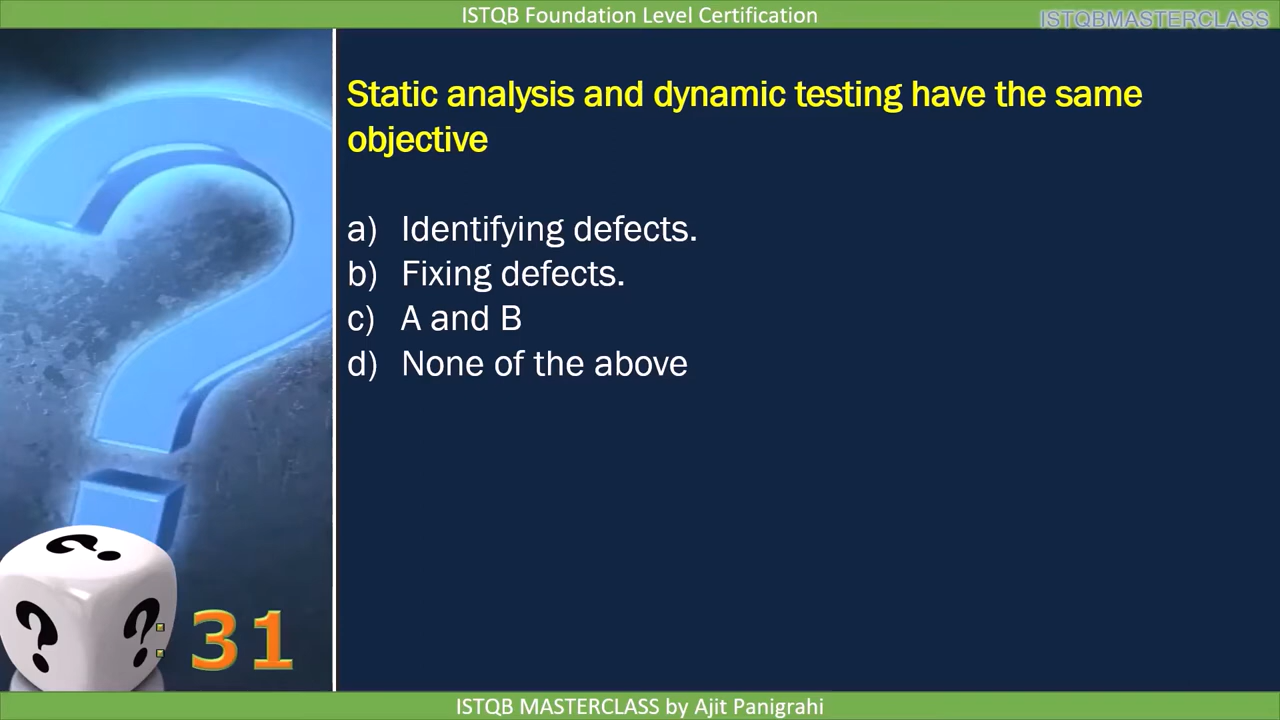 ISTQB Foundation Level Certification
ISTQBMASTERCLASS
Static analysis and dynamic testing have the same
objective
a) Identifying defects.
b) Fixing defects.
c) A and B
d) None of the above
? ? ?
: 31
ISTQB MASTERCLASS by Ajit Panigrahi